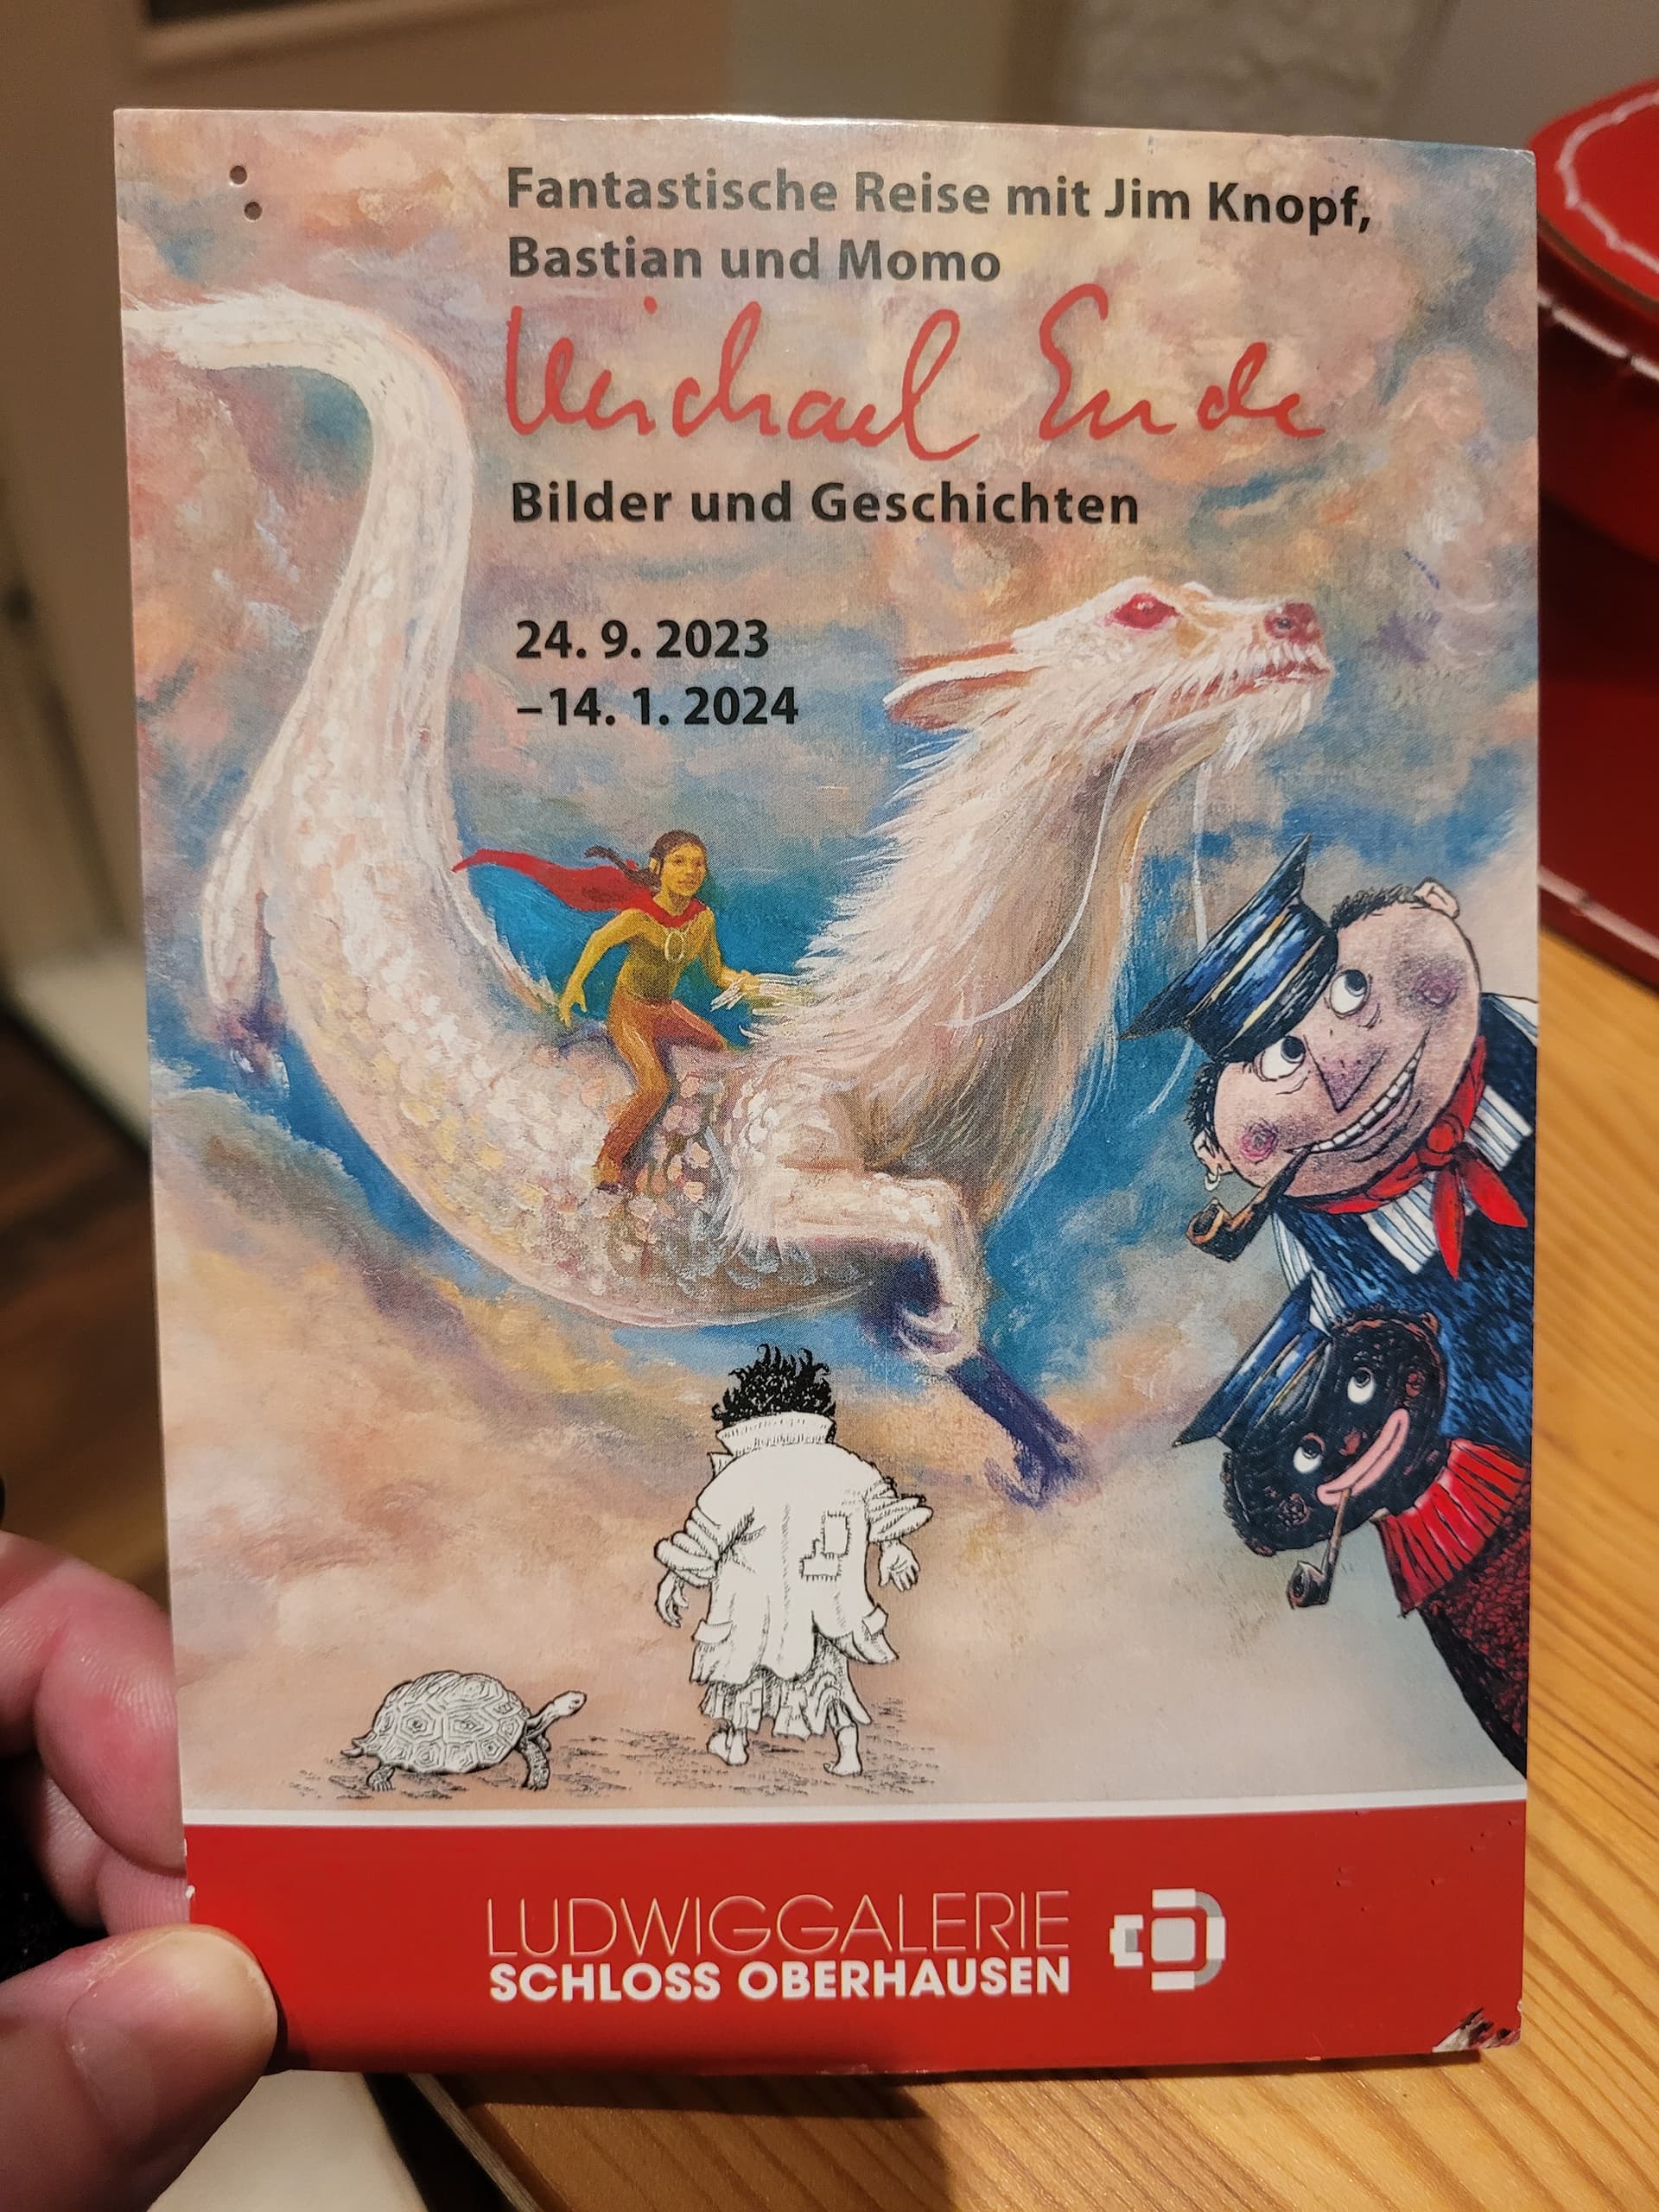 Fantastische Reise mit Jim Knopf,
Bastian und Momo
Michael Ende
Bilder und Geschichten
24. 9. 2023
–14. 1. 2024
LUDWIGGALERIE
SCHLOSS OBERHAUSEN